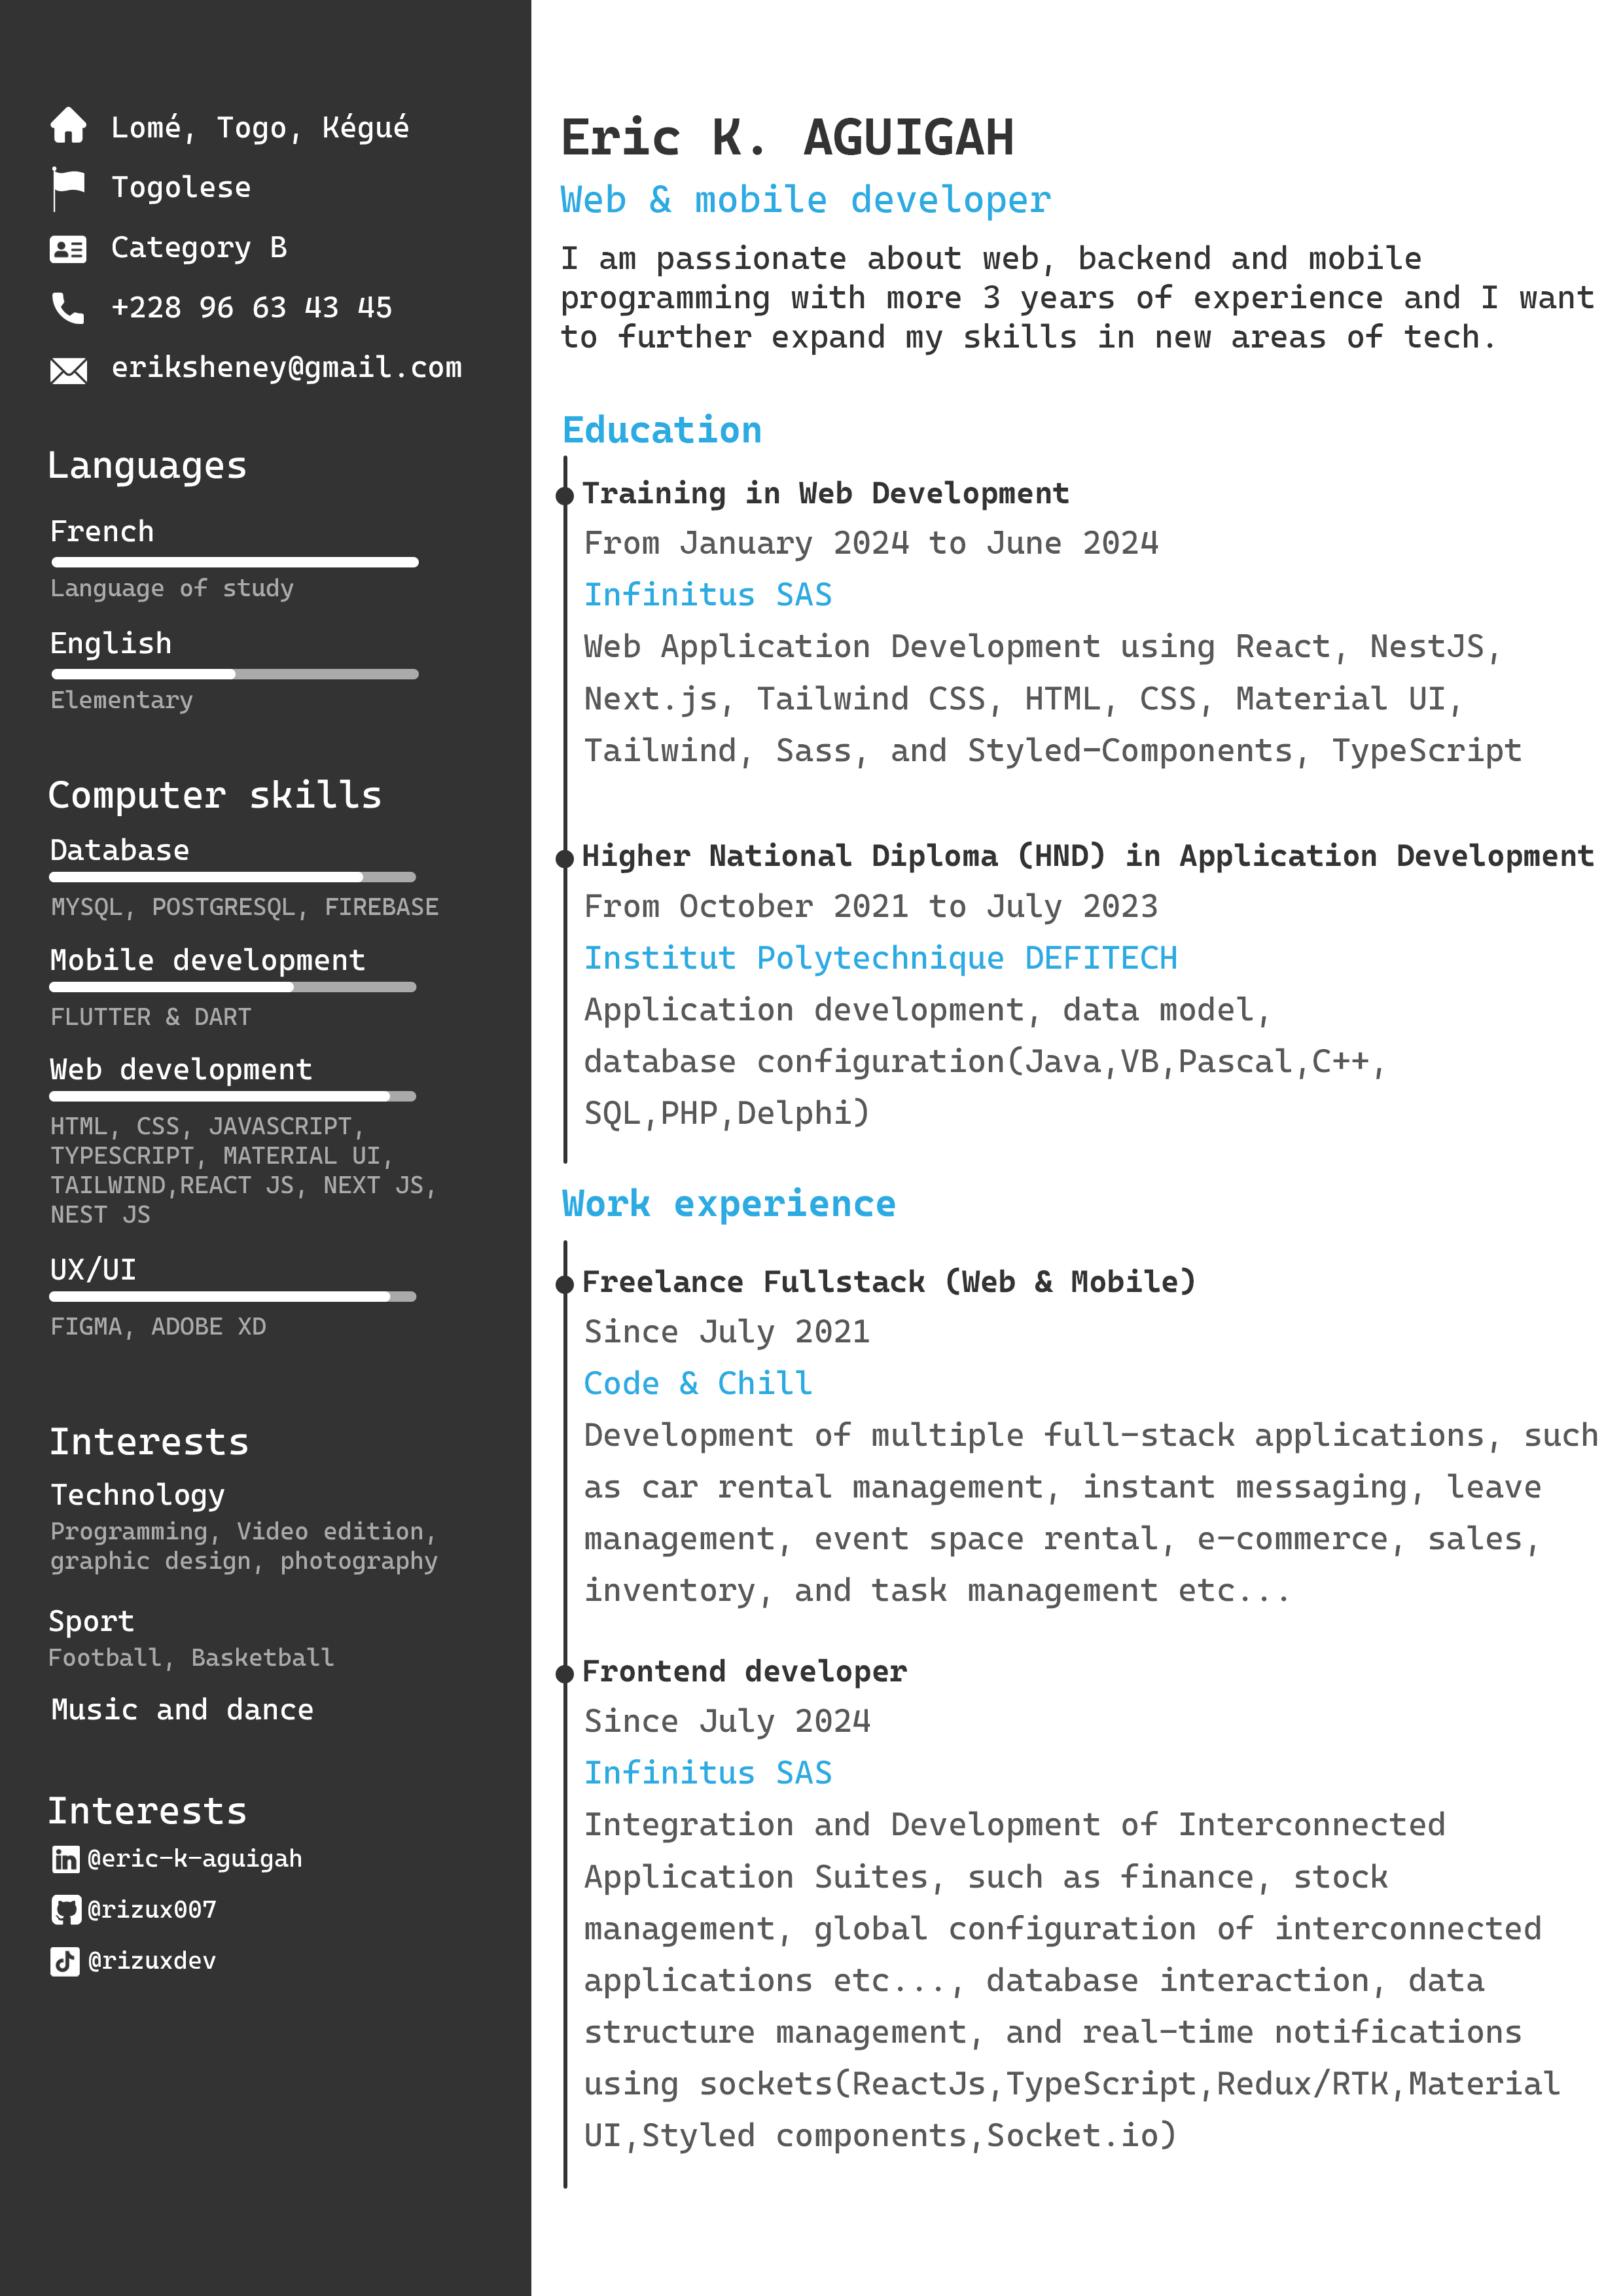 Lomé, Togo, Kégué
Togolese
Category B
+228 96 63 43 45
eriksheney@gmail.com
Languages
French
Language of study
English
Elementary
Computer skills
Database
MYSQL, POSTGRESQL, FIREBASE
Mobile development
FLUTTER & DART
Web development
HTML, CSS, JAVASCRIPT,
TYPESCRIPT, MATERIAL UI,
TAILWIND,REACT JS, NEXT JS,
NEST JS
UX/UI
FIGMA, ADOBE XD
Interests
Technology
Programming, Video edition,
graphic design, photography
Sport
Football, Basketball
Music and dance
Interests
@eric-k-aguigah
@rizux007
@rizuxdev
Eric K. AGUIGAH
Web & mobile developer
I am passionate about web, backend and mobile
programming with more 3 years of experience and I want
to further expand my skills in new areas of tech.
Education
Training in Web Development
From January 2024 to June 2024
Infinitus SAS
Web Application Development using React, NestJS,
Next.js, Tailwind CSS, HTML, CSS, Material UI,
Tailwind, Sass, and Styled-Components, TypeScript
Higher National Diploma (HND) in Application Development
From October 2021 to July 2023
Institut Polytechnique DEFITECH
Application development, data model,
database configuration(Java,VB,Pascal,C++,
SQL,PHP,Delphi)
Work experience
Freelance Fullstack (Web & Mobile)
Since July 2021
Code & Chill
Development of multiple full-stack applications, such
as car rental management, instant messaging, leave
management, event space rental, e-commerce, sales,
inventory, and task management etc...
Frontend developer
Since July 2024
Infinitus SAS
Integration and Development of Interconnected
Application Suites, such as finance, stock
management, global configuration of interconnected
applications etc..., database interaction, data
structure management, and real-time notifications
using sockets(ReactJs,TypeScript,Redux/RTK,Material
UI,Styled components,Socket.io)